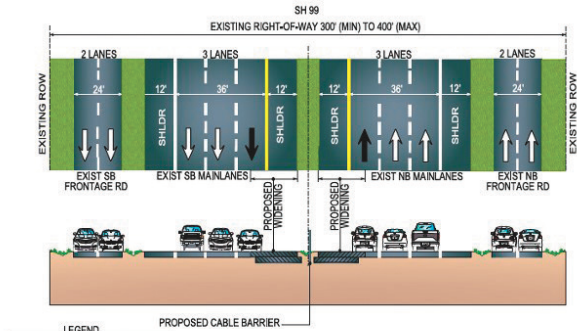 SH 99
EXISTING RIGHT-OF-WAY 300' (MIN) TO 400' (MAX)
2 LANES
3 LANES
3 LANES
2 LANES
24'
12'
36'
12'
12'
36'
12'
24'
EXISTING ROW
SHLDR
SHLDR
SHLDR
SHLDR
EXISTING ROW
EXIST SB
FRONTAGE RD
EXIST SB MAINLANES
PROPOSED
WIDENING
PROPOSED
WIDENING
EXIST NB MAINLANES
EXIST NB
FRONTAGE RD
PROPOSED CABLE BARRIER
LEGEND